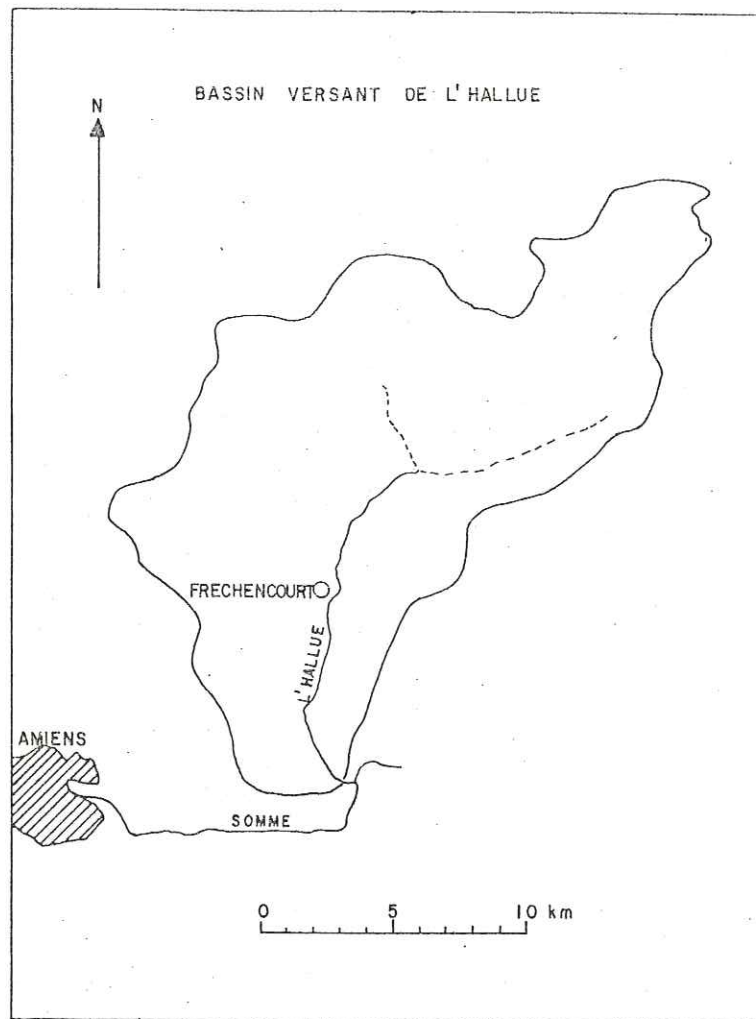 BASSIN VERSANT DE L'HALLUE
N
FRECHENCOURT
L'HALLUE
AMIENS
SOMME
0 5 10 km